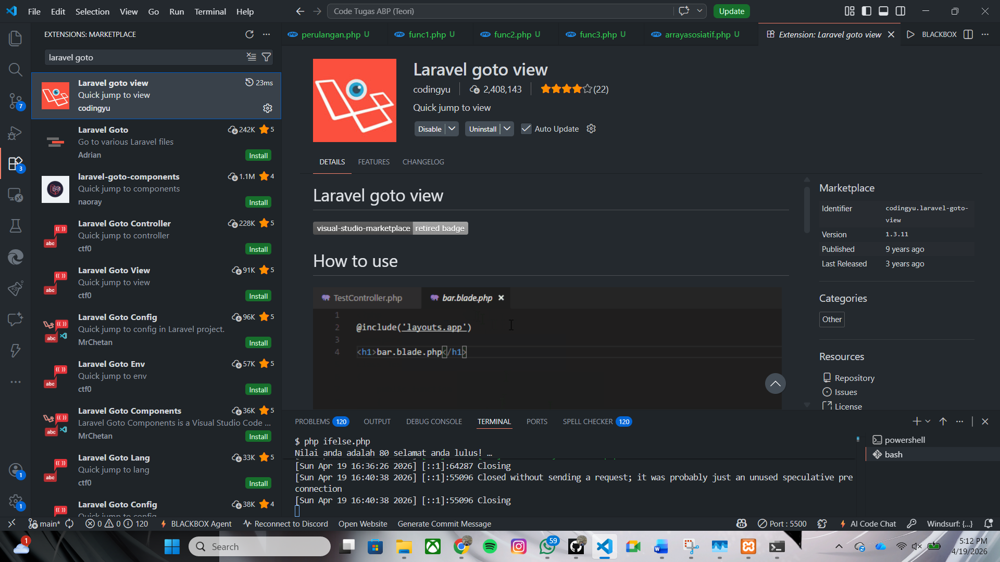 File Edit Selection View Go Run Terminal Help
Code Tugas ABP (Teori)
Update
EXTENSIONS: MARKETPLACE
laravel goto
Laravel goto view
23ms
Quick jump to view
codingyu
Laravel Goto
242K 5
Go to various Laravel files
Adrian
Install
laravel-goto-components
1.1M 4
Quick jump to components
naoray
Install
Laravel Goto Controller
228K 5
Quick jump to controller
ctf0
Install
Laravel Goto View
91K 5
Quick jump to view
ctf0
Install
Laravel Goto Config
96K 5
Quick jump to config in Laravel project.
MrChetan
Install
Laravel Goto Env
57K 5
Quick jump to env
ctf0
Install
Laravel Goto Components
36K 5
Laravel Goto Components is a Visual Studio Code ...
MrChetan
Install
Laravel Goto Lang
33K 5
Quick jump to lang
ctf0
Install
Laravel Goto Config
38K 4
perulangan.php U
func1.php U
func2.php U
func3.php U
arrayasosiatif.php U
Extension: Laravel goto view
BLACKBOX
Laravel goto view
codingyu
2,408,143
(22)
Quick jump to view
Disable
Uninstall
Auto Update
DETAILS FEATURES CHANGELOG
Laravel goto view
visual-studio-marketplace retired badge
How to use
TestController.php
bar.blade.php
1
2 @include('layouts.app')
3
4 <h1>bar.blade.php</h1>
Marketplace
Identifier codingyu.laravel-goto-
view
Version 1.3.11
Published 9 years ago
Last Released 3 years ago
Categories
Other
Resources
Repository
Issues
License
PROBLEMS 120 OUTPUT DEBUG CONSOLE TERMINAL PORTS SPELL CHECKER 120
$ php ifelse.php
Nilai anda adalah 80 selamat anda lulus! …
[Sun Apr 19 16:36:26 2026] [::1]:64287 Closing
[Sun Apr 19 16:40:38 2026] [::1]:55096 Closed without sending a request; it was probably just an unused speculative pre
connection
[Sun Apr 19 16:40:38 2026] [::1]:55096 Closing
powershell
bash
7
3
1
1
main* 0 0 120 BLACKBOX Agent Reconnect to Discord Open Website Generate Commit Message
Port : 5500
AI Code Chat
Windsurf: {...}
1
Search
59
5:12 PM
4/19/2026